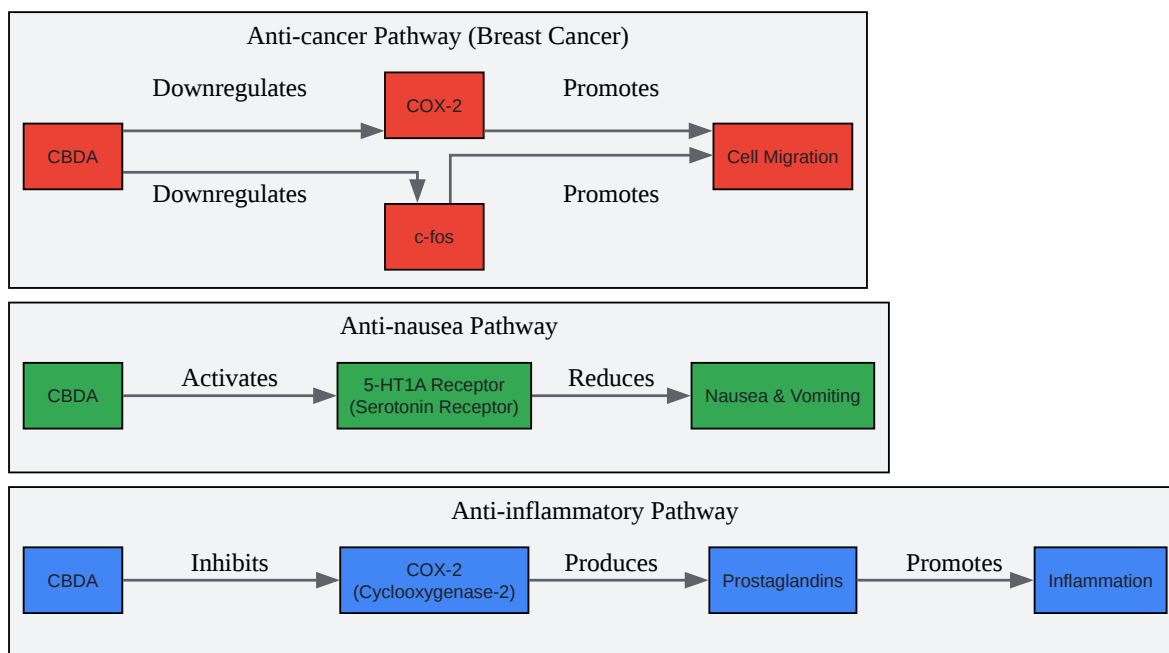 Anti-cancer Pathway (Breast Cancer)
Downregulates
COX-2
Promotes
CBDA
Cell Migration
Downregulates
Promotes
c-fos
Anti-nausea Pathway
CBDA
Activates
5-HT1A Receptor
(Serotonin Receptor)
Reduces
Nausea & Vomiting
Anti-inflammatory Pathway
CBDA
Inhibits
COX-2
(Cyclooxygenase-2)
Produces
Prostaglandins
Promotes
Inflammation